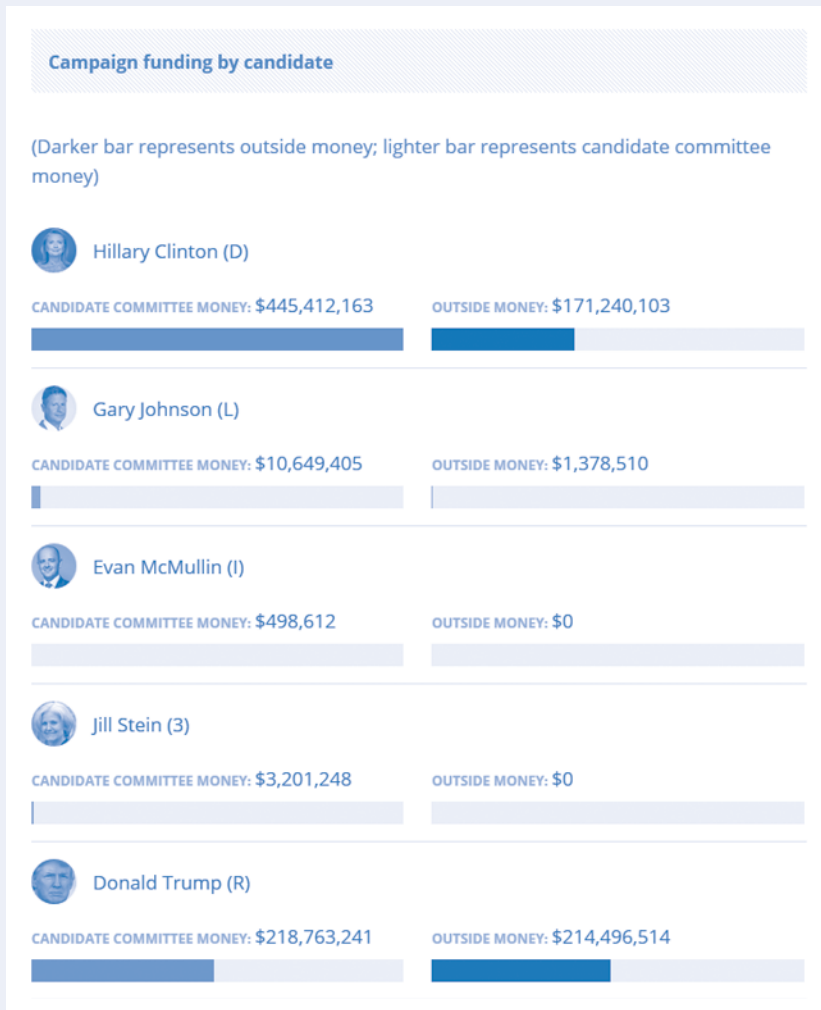 Campaign funding by candidate
(Darker bar represents outside money; lighter bar represents candidate committee
money)
Hillary Clinton (D)
CANDIDATE COMMITTEE MONEY: $445,412,163 OUTSIDE MONEY: $171,240,103
Gary Johnson (L)
CANDIDATE COMMITTEE MONEY: $10,649,405 OUTSIDE MONEY: $1,378,510
Evan McMullin (I)
CANDIDATE COMMITTEE MONEY: $498,612 OUTSIDE MONEY: $0
Jill Stein (3)
CANDIDATE COMMITTEE MONEY: $3,201,248 OUTSIDE MONEY: $0
Donald Trump (R)
CANDIDATE COMMITTEE MONEY: $218,763,241 OUTSIDE MONEY: $214,496,514